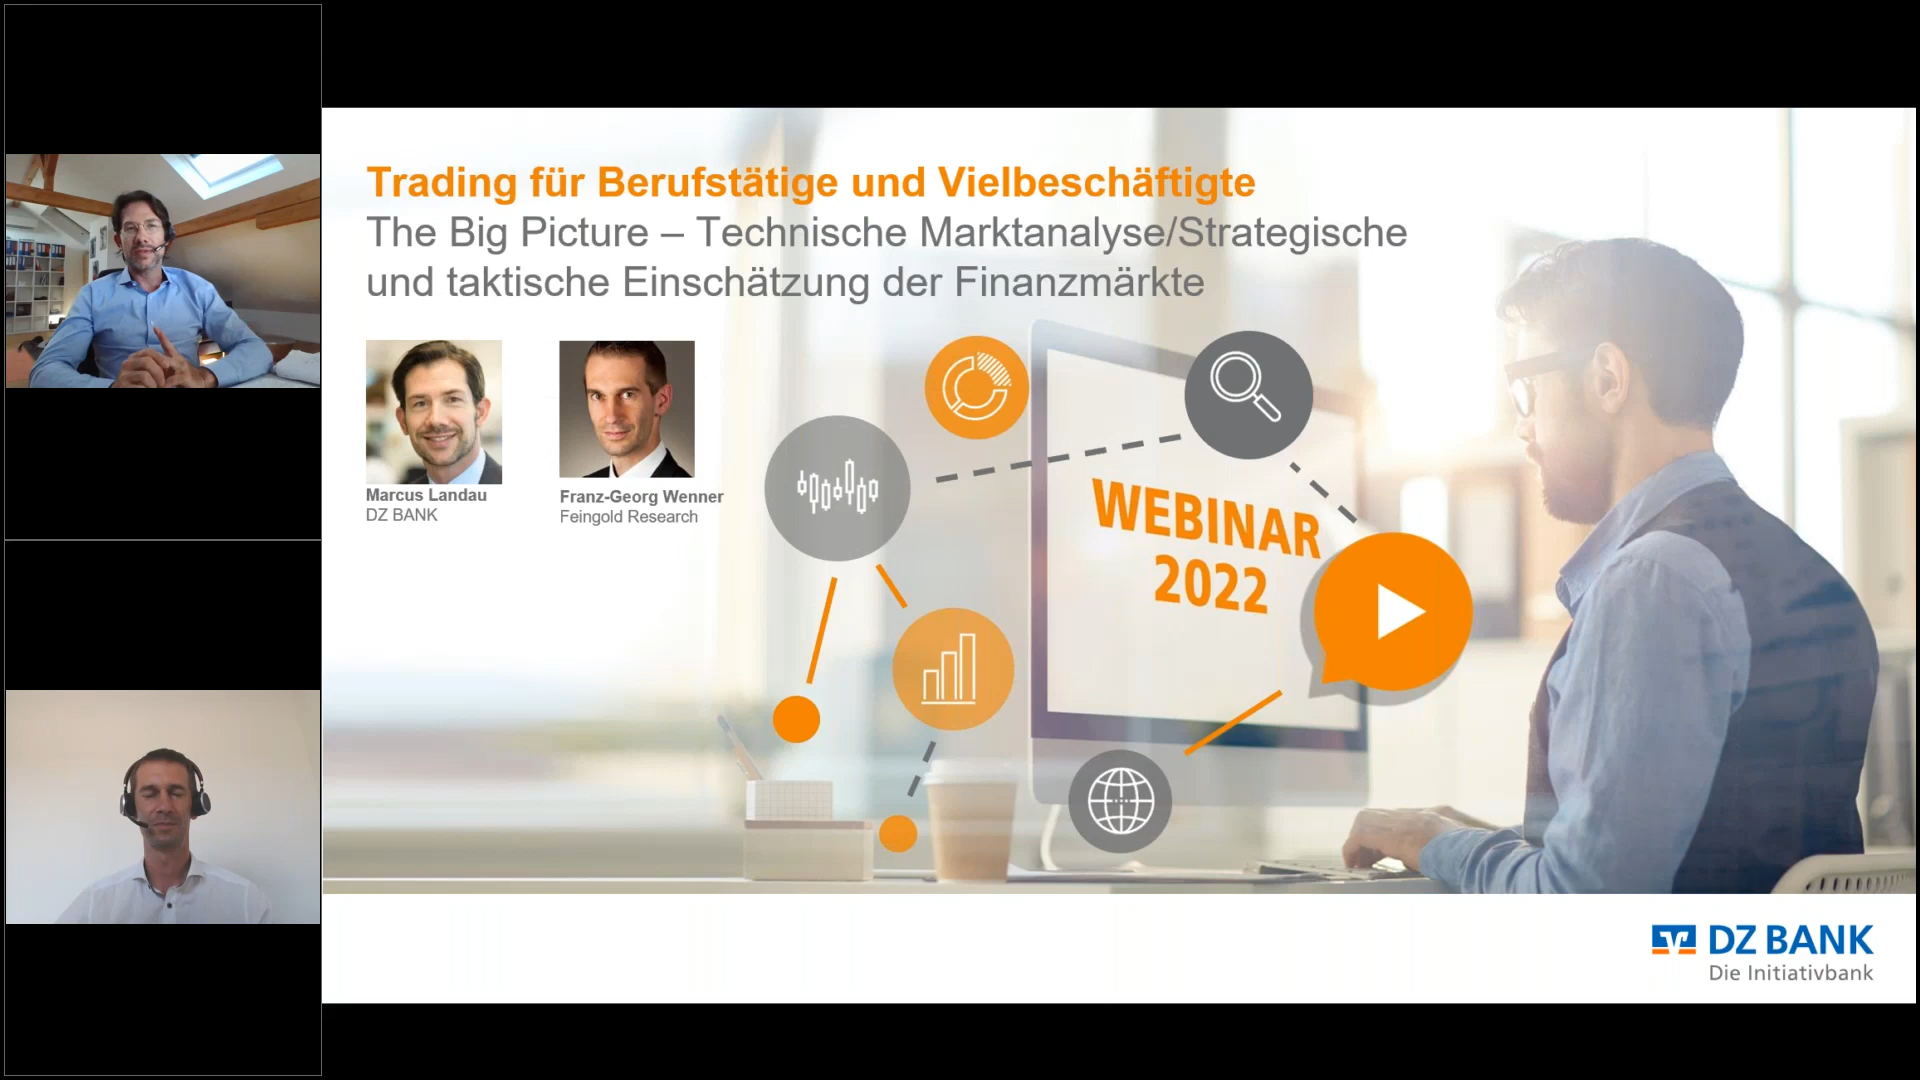 Trading für Berufstätige und Vielbeschäftigte
The Big Picture – Technische Marktanalyse/Strategische
und taktische Einschätzung der Finanzmärkte
Marcus Landau
DZ BANK
Franz-Georg Wenner
Feingold Research
WEBINAR
2022
DZ BANK
Die Initiativbank